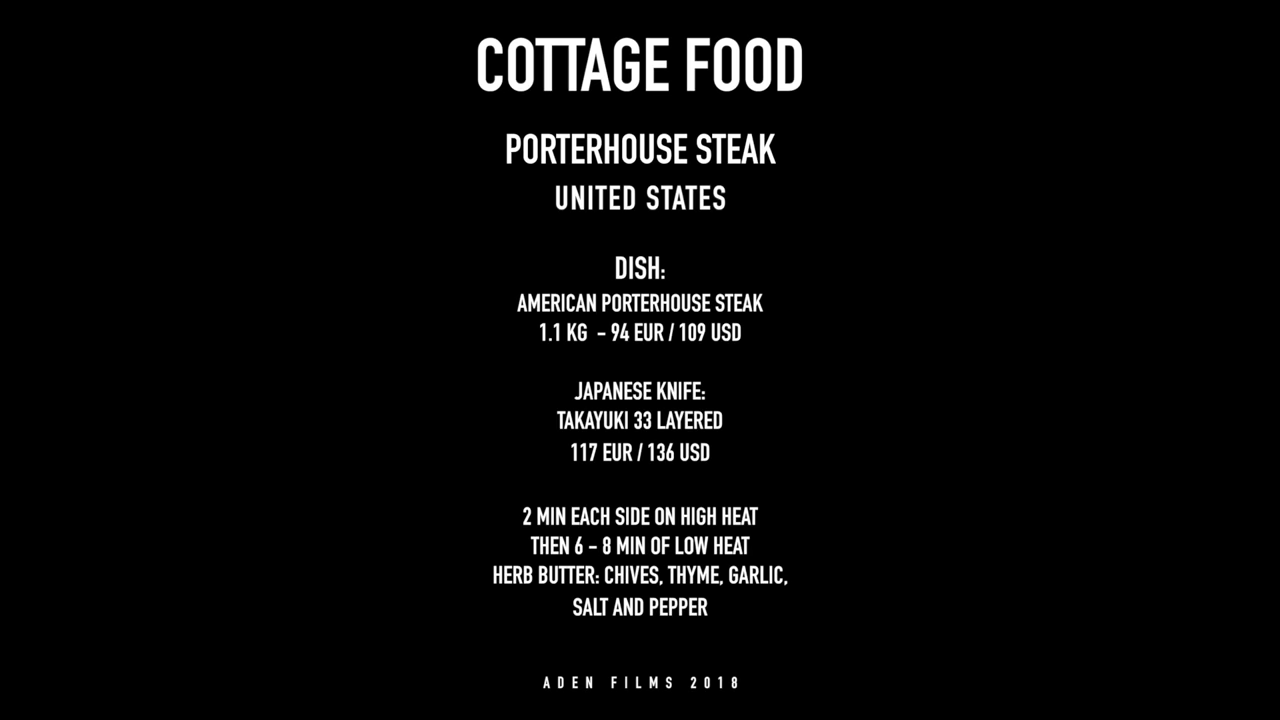 COTTAGE FOOD
PORTERHOUSE STEAK
UNITED STATES
DISH:
AMERICAN PORTERHOUSE STEAK
1.1 KG - 94 EUR / 109 USD
JAPANESE KNIFE:
TAKAYUKI 33 LAYERED
117 EUR / 136 USD
2 MIN EACH SIDE ON HIGH HEAT
THEN 6 - 8 MIN OF LOW HEAT
HERB BUTTER: CHIVES, THYME, GARLIC,
SALT AND PEPPER
ADEN FILMS 2018